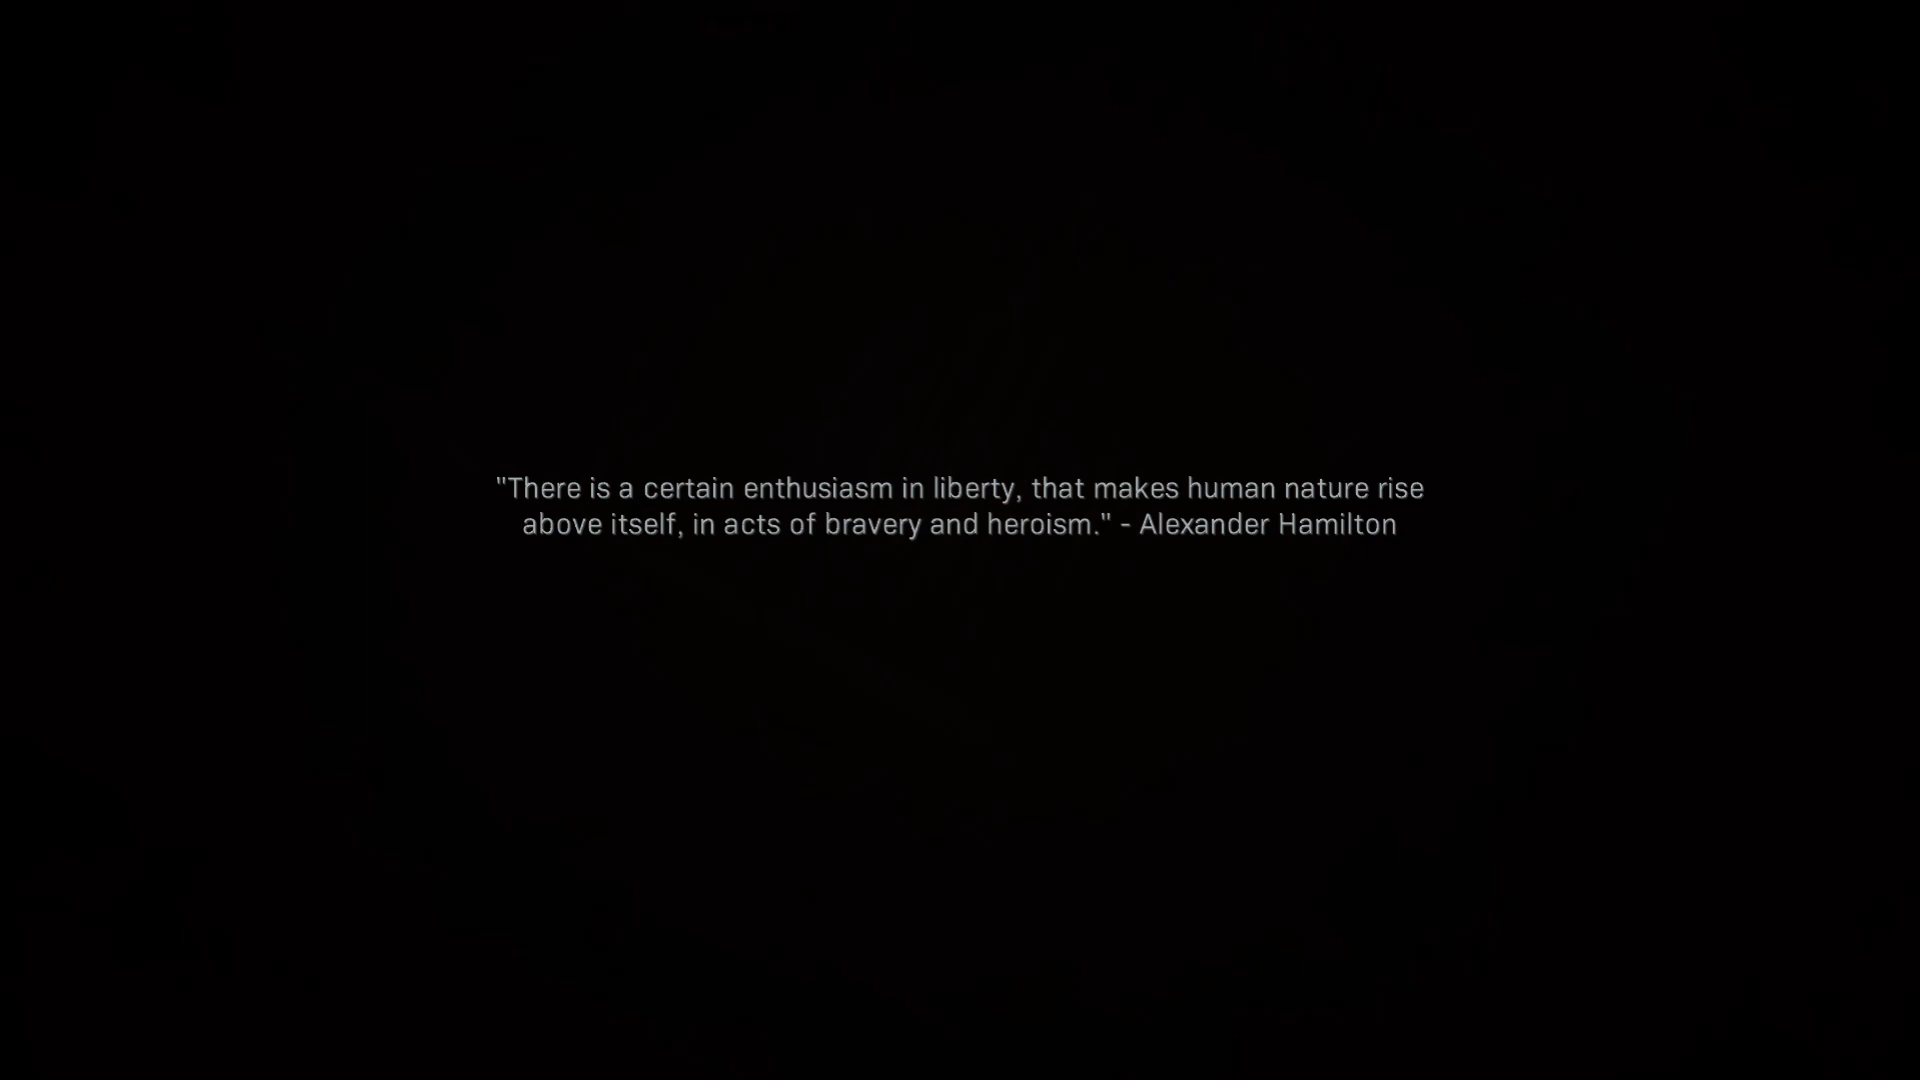 "There is a certain enthusiasm in liberty, that makes human nature rise
above itself, in acts of bravery and heroism." - Alexander Hamilton